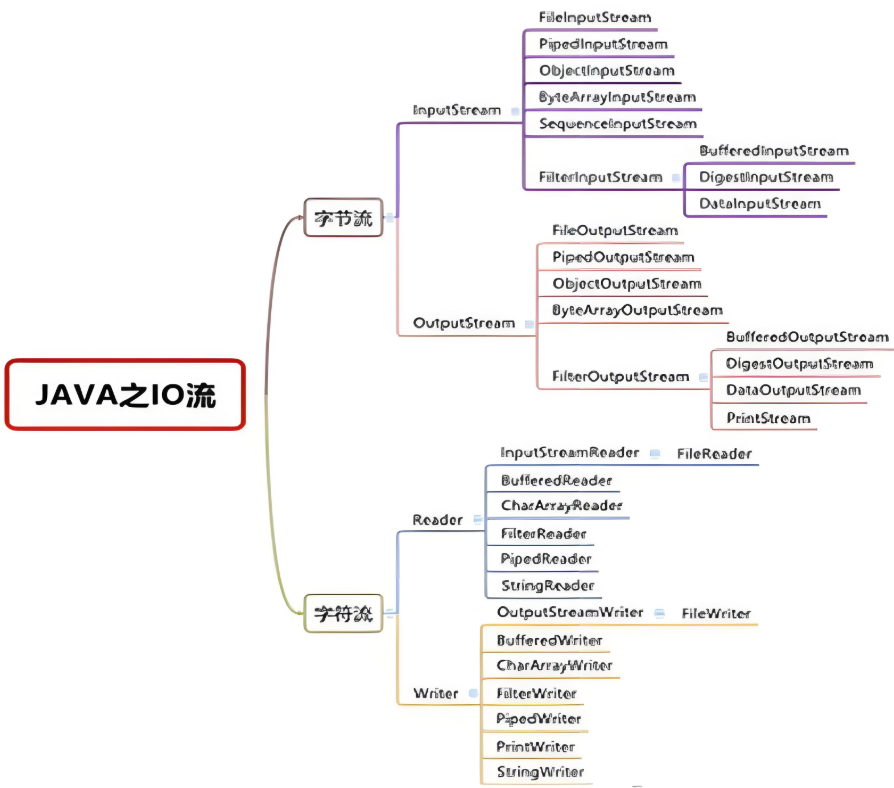 JAVA之IO流
字节流
InputStream
FileInputStream
PipedInputStream
ObjectInputStream
ByteArrayInputStream
SequenceInputStream
FilterInputStream
BufferedInputStream
DigestInputStream
DataInputStream
OutputStream
FileOutputStream
PipedOutputStream
ObjectOutputStream
ByteArrayOutputStream
FilterOutputStream
BufferedOutputStream
DigestOutputStream
DataOutputStream
PrintStream
字符流
Reader
InputStreamReader
FileReader
BufferedReader
CharArrayReader
FilterReader
PipedReader
StringReader
Writer
OutputStreamWriter
FileWriter
BufferedWriter
CharArrayWriter
FilterWriter
PipedWriter
PrintWriter
StringWriter